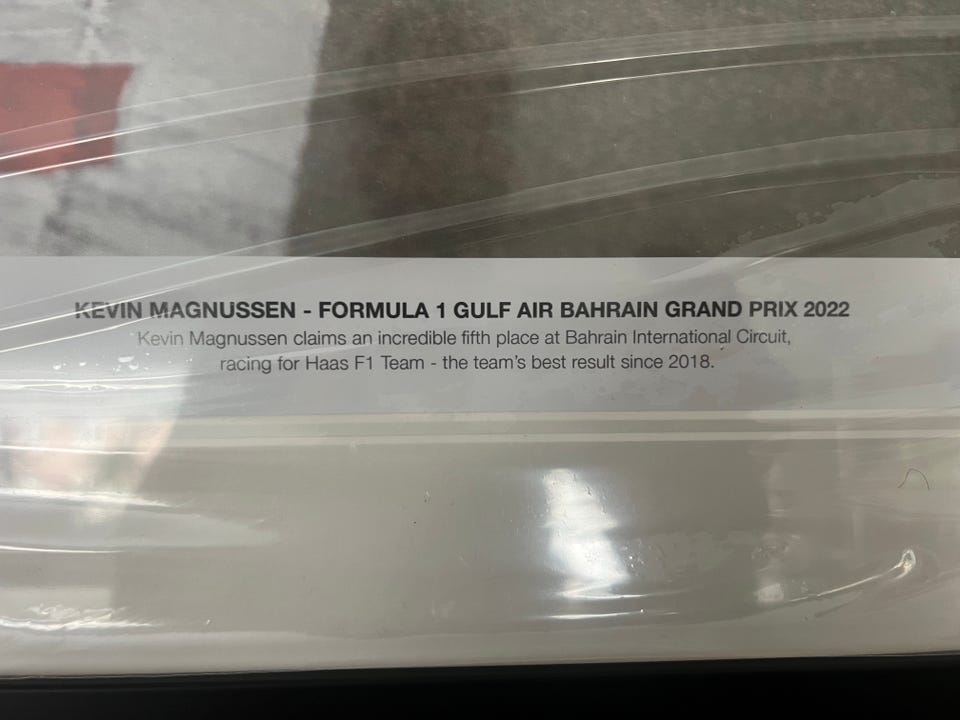 KEVIN MAGNUSSEN - FORMULA 1 GULF AIR BAHRAIN GRAND PRIX 2022
Kevin Magnussen claims an incredible fifth place at Bahrain International Circuit,
racing for Haas F1 Team - the team's best result since 2018.